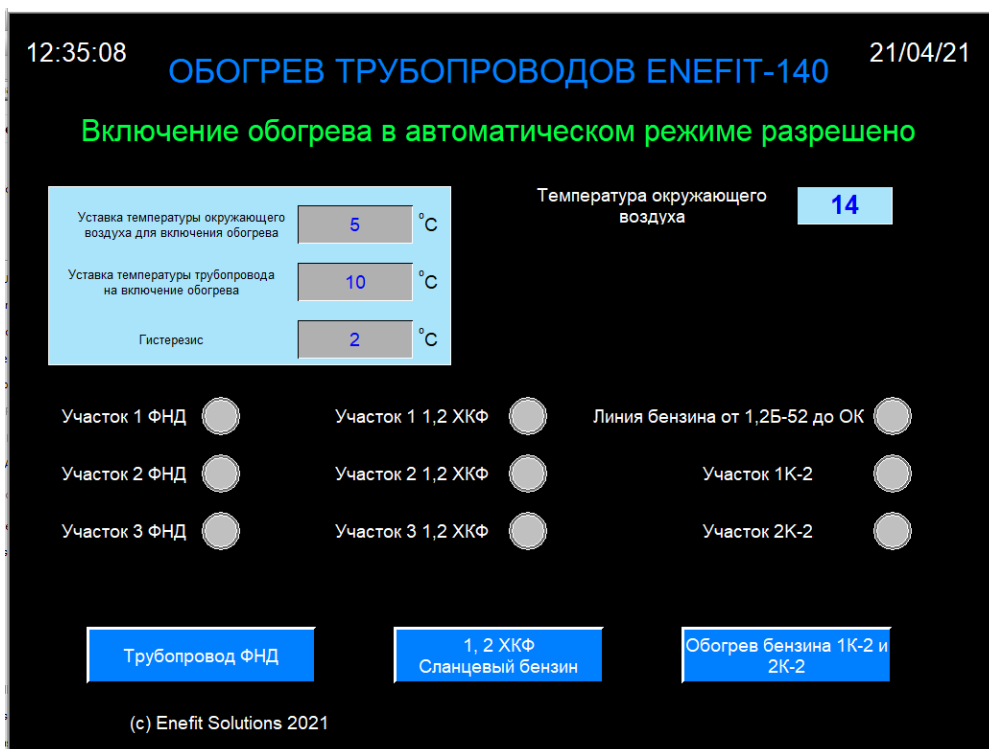 12:35:08
21/04/21
ОБОГРЕВ ТРУБОПРОВОДОВ ENEFIT-140
Включение обогрева в автоматическом режиме разрешено
Уставка температуры окружающего
воздуха для включения обогрева
5
°C
Температура окружающего
воздуха
14
Уставка температуры трубопровода
на включение обогрева
10
°C
Гистерезис
2
°C
Участок 1 ФНД
Участок 1 1,2 ХКФ
Линия бензина от 1,2Б-52 до ОК
Участок 2 ФНД
Участок 2 1,2 ХКФ
Участок 1К-2
Участок 3 ФНД
Участок 3 1,2 ХКФ
Участок 2К-2
Трубопровод ФНД
1, 2 ХКФ
Сланцевый бензин
Обогрев бензина 1К-2 и
2К-2
(c) Enefit Solutions 2021